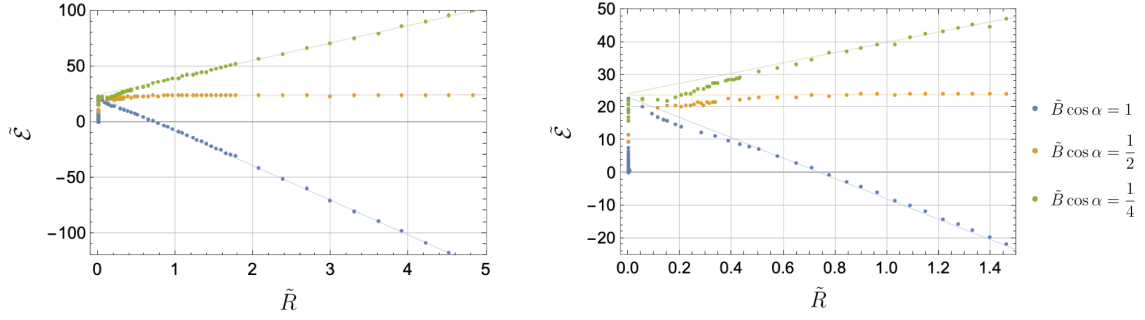 100
50
0
−50
−100
0 1 2 3 4 5
Ẽ
R̃
50
40
30
20
10
0
−10
−20
0.0 0.2 0.4 0.6 0.8 1.0 1.2 1.4
Ẽ
R̃
B̃ cos α = 1
B̃ cos α = 1/2
B̃ cos α = 1/4